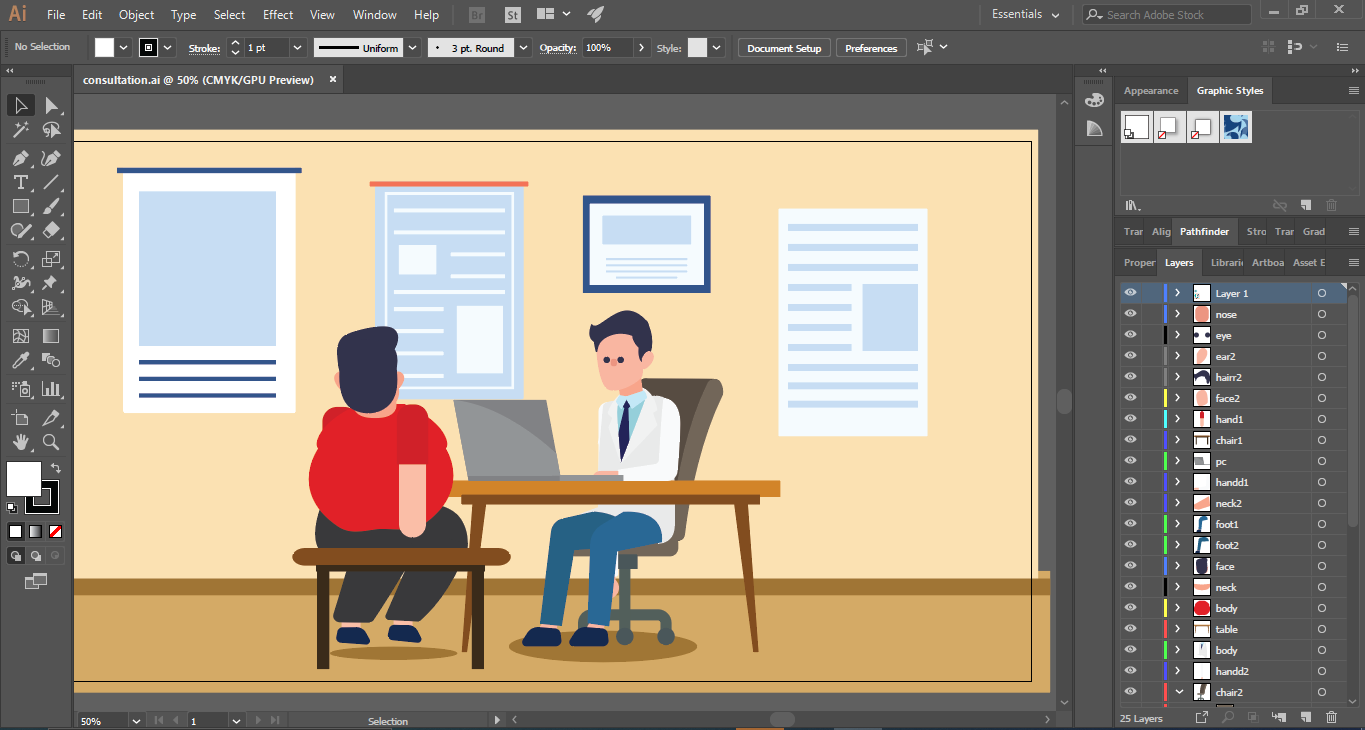 Ai File Edit Object Type Select Effect View Window Help Br St Essentials Search Adobe Stock
No Selection Stroke: 1 pt Uniform 3 pt. Round Opacity: 100% Style: Document Setup Preferences
consultation.ai @ 50% (CMYK/GPU Preview)
Appearance Graphic Styles
Trar Alig Pathfinder Stro Trar Grad
Proper Layers Librari Artboa Asset E
Layer 1
nose
eye
ear2
hairr2
face2
hand1
chair1
pc
handd1
neck2
foot1
foot2
face
neck
body
table
body
handd2
chair2
50% 1 Selection
25 Layers